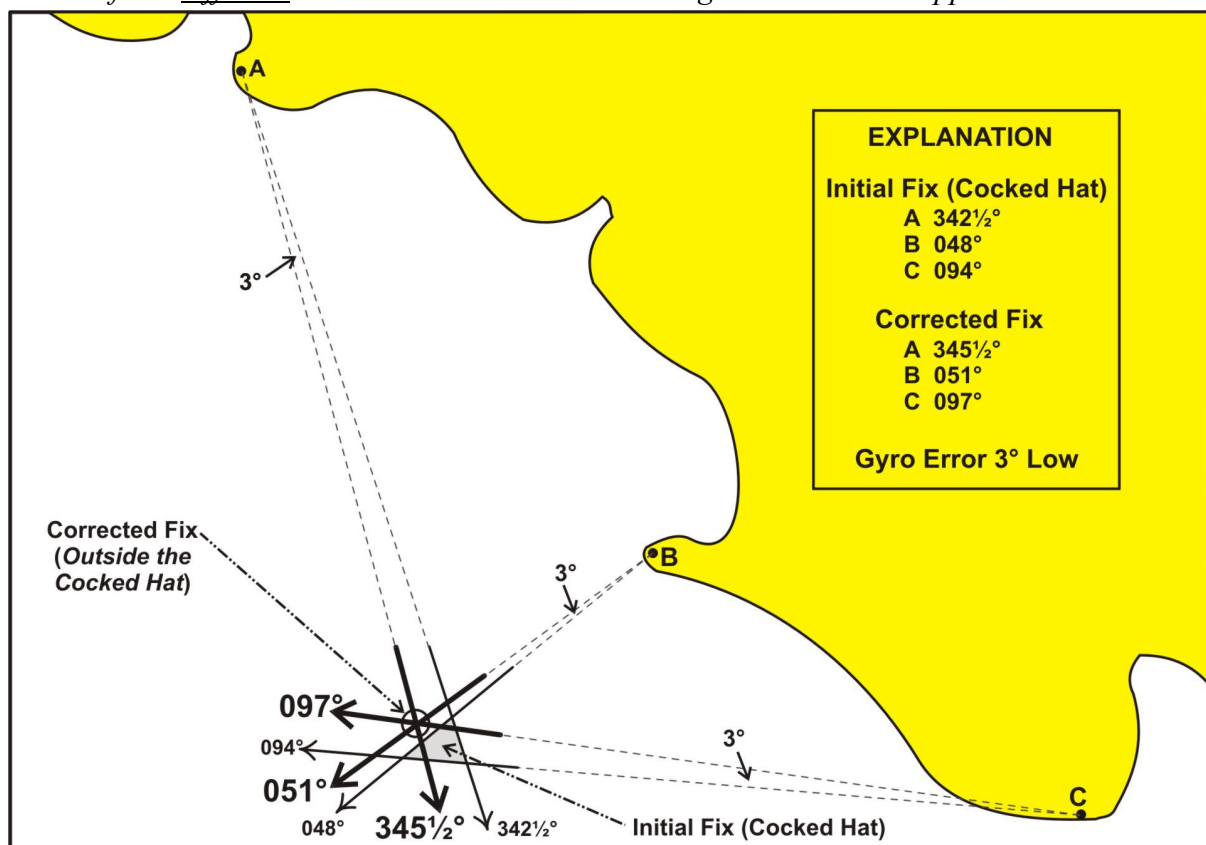 A
EXPLANATION
Initial Fix (Cocked Hat)
A 342½°
B 048°
C 094°
Corrected Fix
A 345½°
B 051°
C 097°
Gyro Error 3° Low
3°
Corrected Fix
(Outside the
Cocked Hat)
B
3°
097°
094°
051°
048°
345½°
342½°
3°
C
Initial Fix (Cocked Hat)